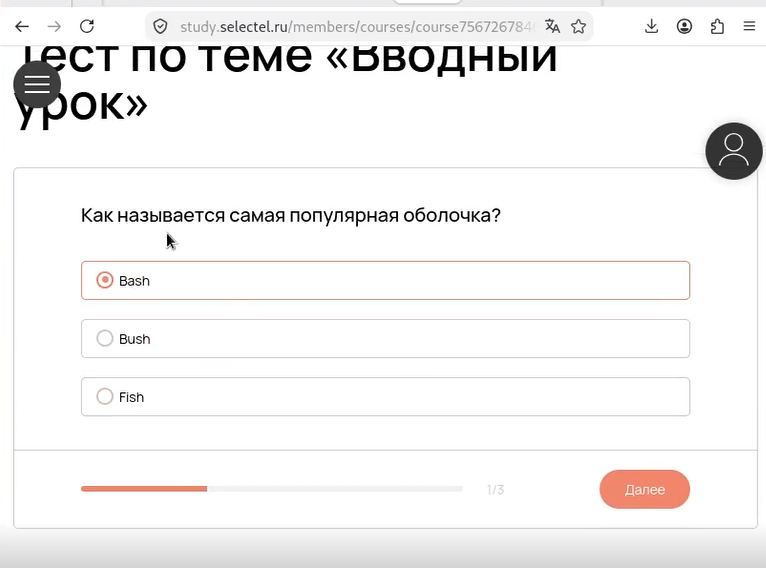 study.selectel.ru/members/courses/course756726784
Тест по теме «Вводный
урок»
Как называется самая популярная оболочка?
Bash
Bush
Fish
1/3
Далее